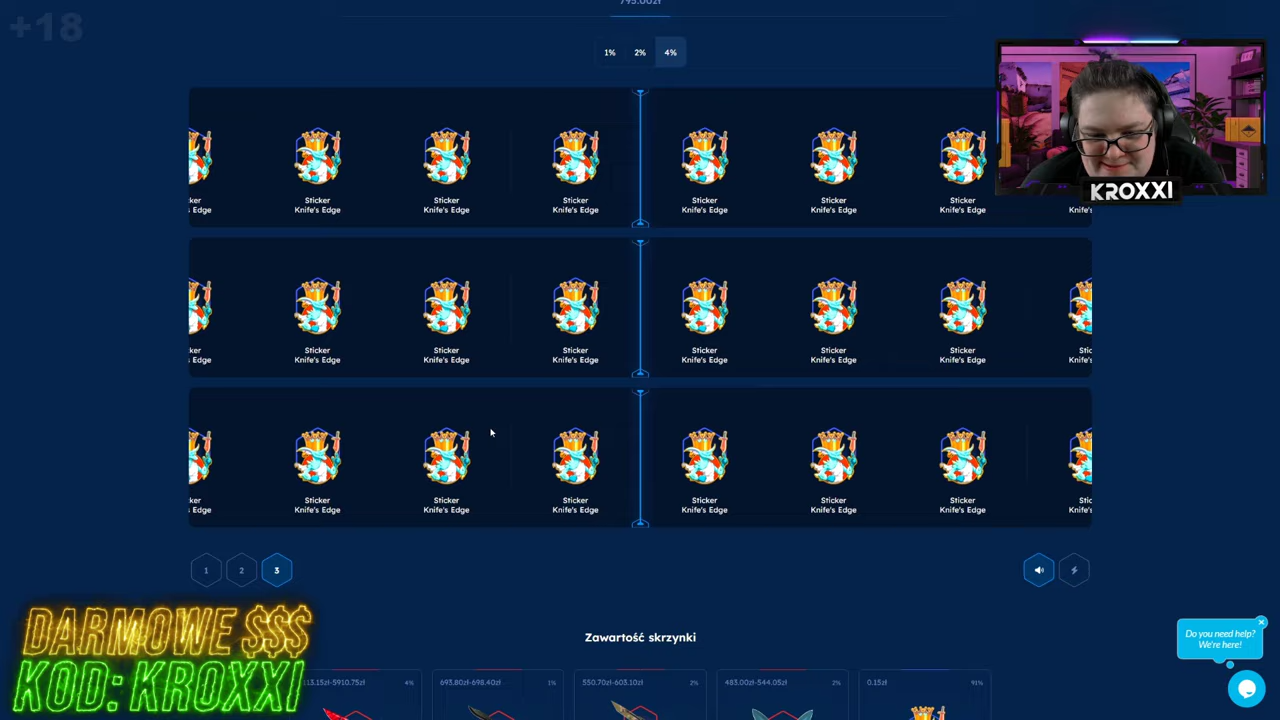 +18
795.00zł
1% 2% 4%
Sticker Knife's Edge
Sticker Knife's Edge
Sticker Knife's Edge
Sticker Knife's Edge
Sticker Knife's Edge
Sticker Knife's Edge
KROXXI
Sticker Knife's Edge
Sticker Knife's Edge
Sticker Knife's Edge
Sticker Knife's Edge
Sticker Knife's Edge
Sticker Knife's Edge
Sticker Knife's Edge
Sticker Knife's Edge
Sticker Knife's Edge
Sticker Knife's Edge
Sticker Knife's Edge
Sticker Knife's Edge
1 2 3
DARMOWE $$$
KOD: KROXXI
Zawartość skrzynki
Do you need help?
We're here!
4%
693.80zł-698.40zł 1%
550.70zł-603.10zł 2%
483.00zł-544.05zł 2%
0.15zł 91%